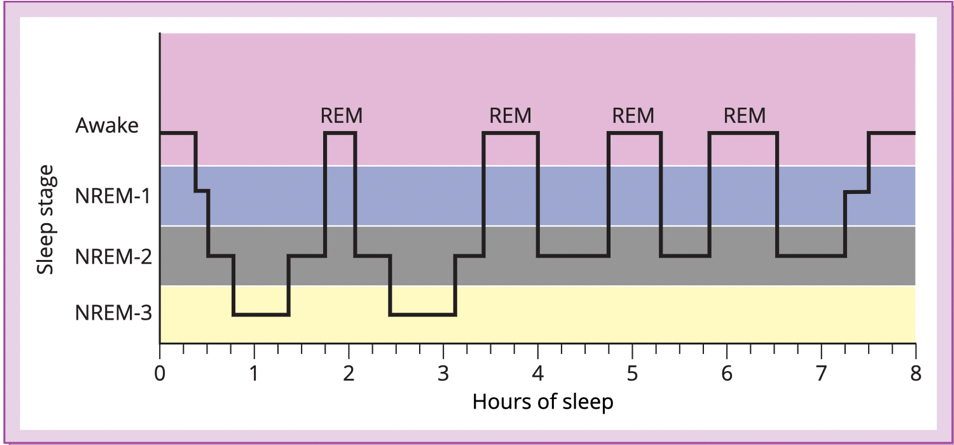 REM REM REM REM
Awake
NREM-1
NREM-2
NREM-3
Sleep stage
0 1 2 3 4 5 6 7 8
Hours of sleep